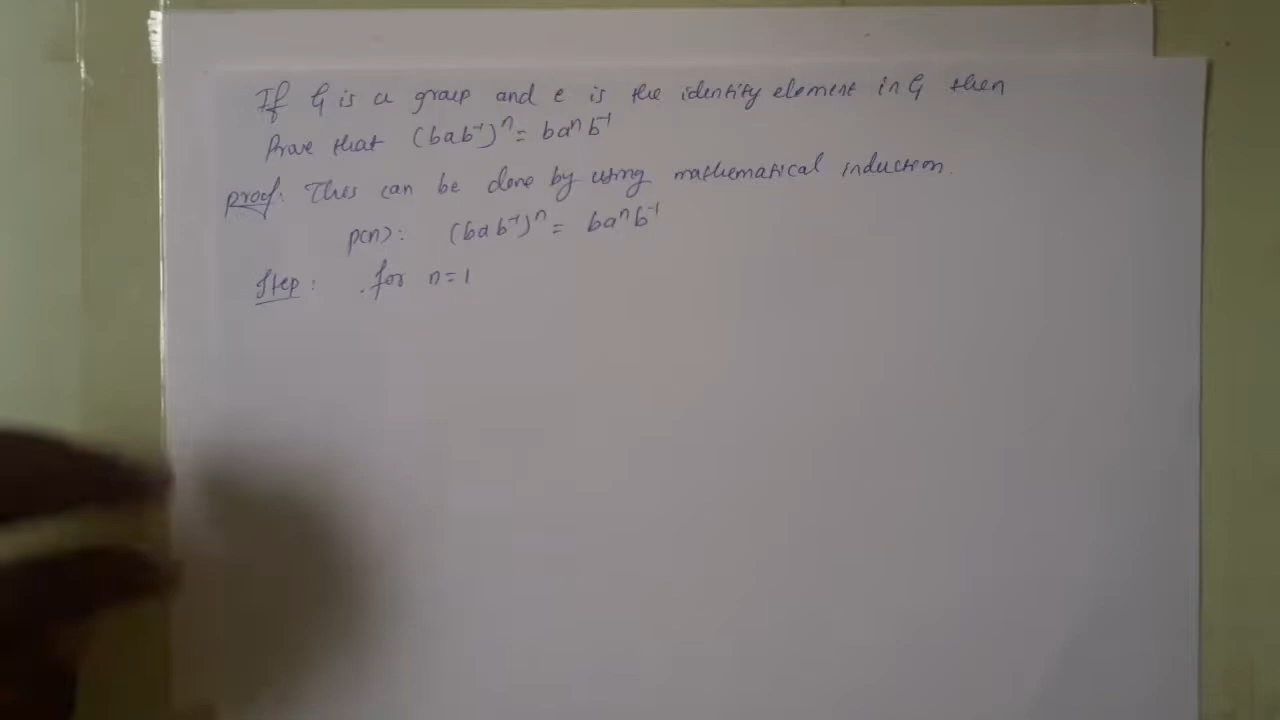 If G is a group and e is the identity element in G then
Prove that (bab⁻¹)ⁿ = baⁿb⁻¹
proof: This can be done by using mathematical induction.
p(n): (bab⁻¹)ⁿ = baⁿb⁻¹
Step: for n=1